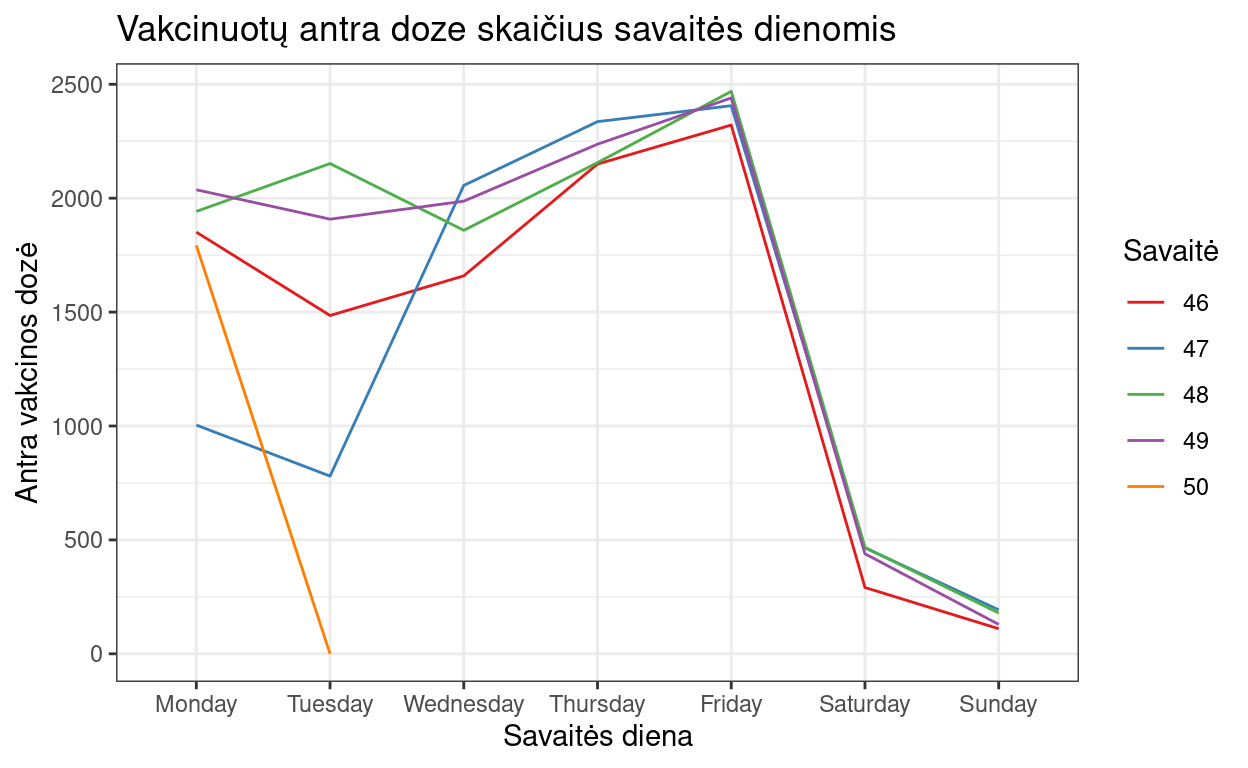 Vakcinuotų antra doze skaičius savaitės dienomis
Antra vakcinos dozė
2500
2000
1500
1000
500
0
Monday Tuesday Wednesday Thursday Friday Saturday Sunday
Savaitės diena
Savaitė
46
47
48
49
50